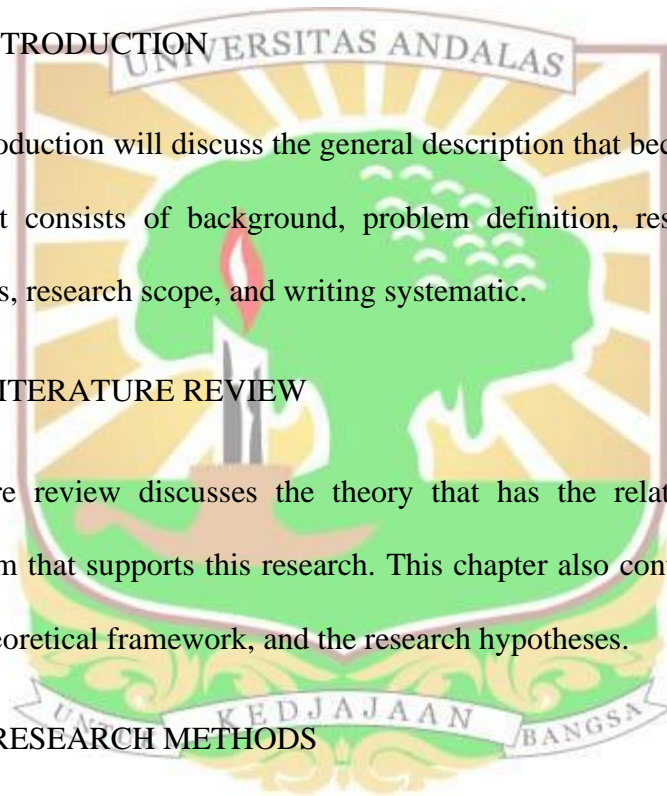 NTRODUCTION
UNIVERSITAS ANDALAS
oduction will discuss the general description that bec
t consists of background, problem definition, res
s, research scope, and writing systematic.
ITERATURE REVIEW
re review discusses the theory that has the relat
m that supports this research. This chapter also cont
eoretical framework, and the research hypotheses.
KEDJAJAAN BANGSA
RESEARCH METHODS